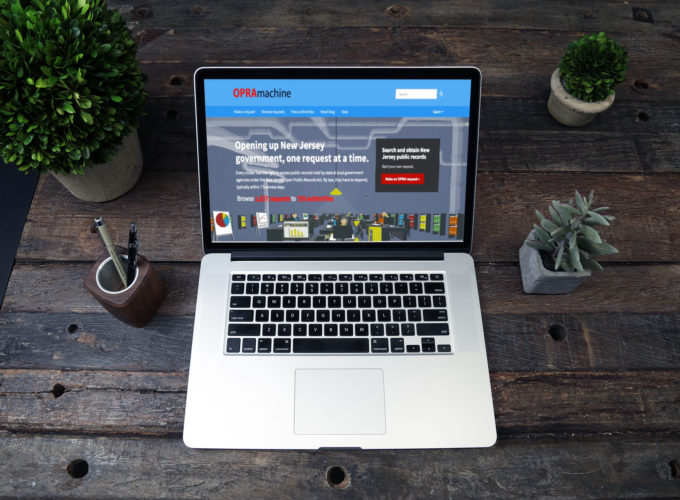 OPRAmachine
Search
Make a request Browse requests View authorities Read blog Help
Opening up New Jersey
government, one request at a time.
Search and obtain New
Jersey public records
Start your own request.
Make an OPRA request »
Every citizen has the right to access public records held by state & local government
agencies under the New Jersey Open Public Records Act. By law, they have to respond,
typically within 7 business days.
Browse requests to authorities
Q W E R T Y U I O P
A S D F G H J K L
Z X C V B N M